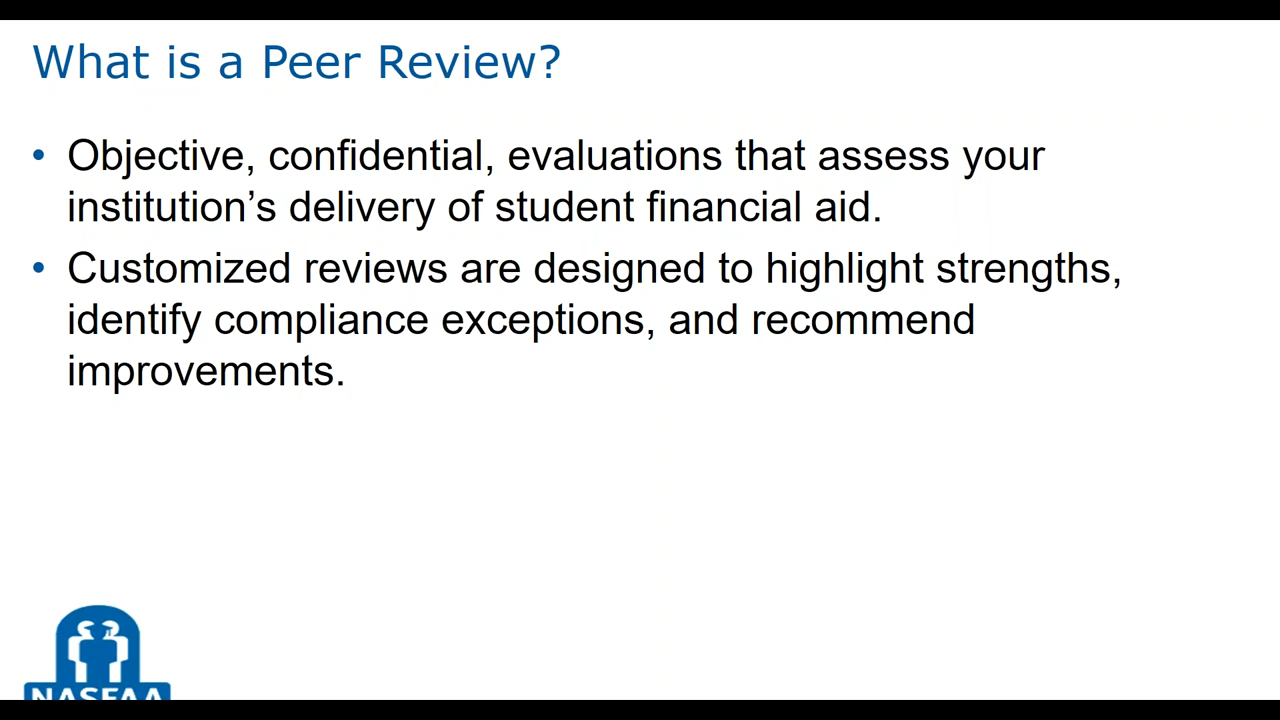 What is a Peer Review?
• Objective, confidential, evaluations that assess your
institution’s delivery of student financial aid.
• Customized reviews are designed to highlight strengths,
identify compliance exceptions, and recommend
improvements.
NASFAA